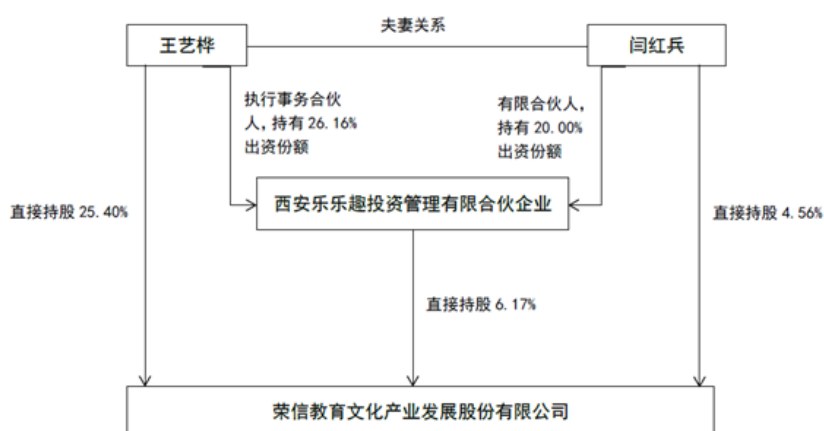 夫妻关系
王艺桦
闫红兵
执行事务合伙
人，持有 26.16%
出资份额
有限合伙人，
持有 20.00%
出资份额
西安乐乐趣投资管理有限合伙企业
直接持股 25.40%
直接持股 4.56%
直接持股 6.17%
荣信教育文化产业发展股份有限公司